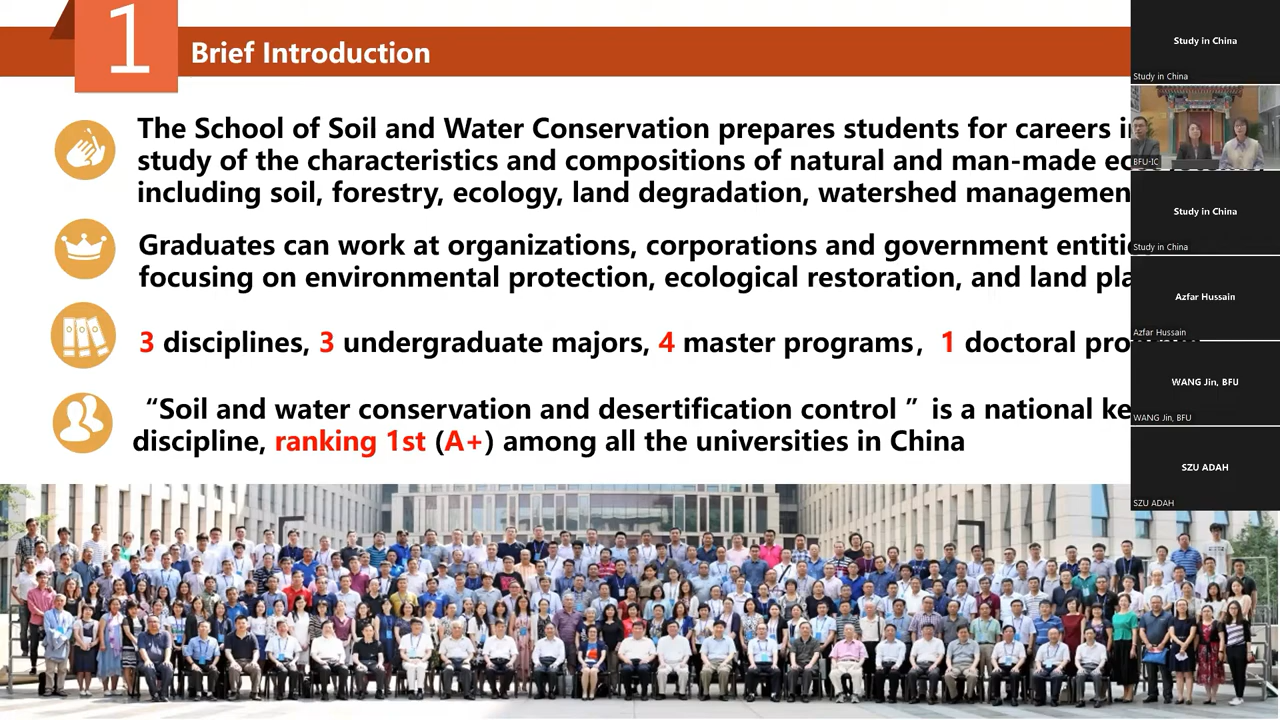 1
Brief Introduction
The School of Soil and Water Conservation prepares students for careers in
study of the characteristics and compositions of natural and man-made
including soil, forestry, ecology, land degradation, watershed
Graduates can work at organizations, corporations and government
focusing on environmental protection, ecological restoration, and land
3 disciplines, 3 undergraduate majors, 4 master programs, 1 doctoral program
“Soil and water conservation and desertification control ” is a national
discipline, ranking 1st (A+) among all the universities in China
Study in China
Study in China
BFU-IC
Study in China
Study in China
Azfar Hussain
Azfar Hussain
WANG Jin, BFU
WANG Jin, BFU
SZU ADAH
SZU ADAH